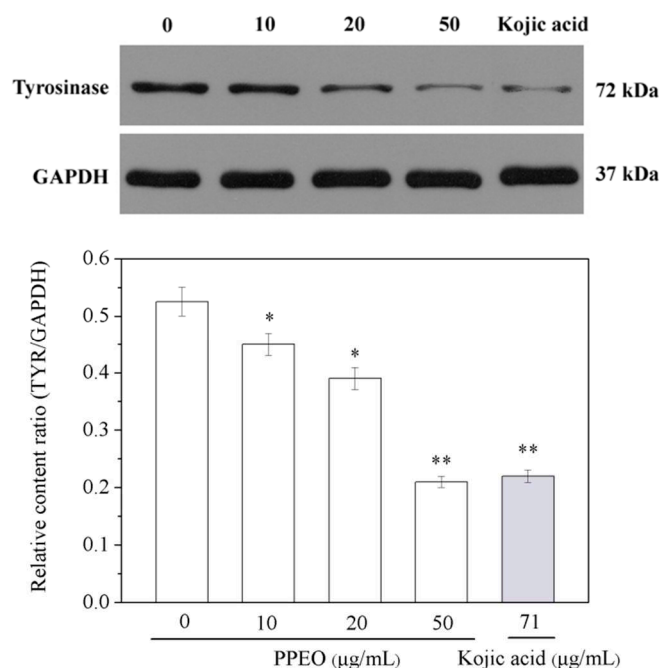 0 10 20 50 Kojic acid
Tyrosinase 72 kDa
GAPDH 37 kDa
Relative content ratio (TYR/GAPDH)
0.6
0.5
0.4
0.3
0.2
0.1
0.0
* * ** **
0 10 20 50 71
PPEO (μg/mL) Kojic acid (μg/mL)